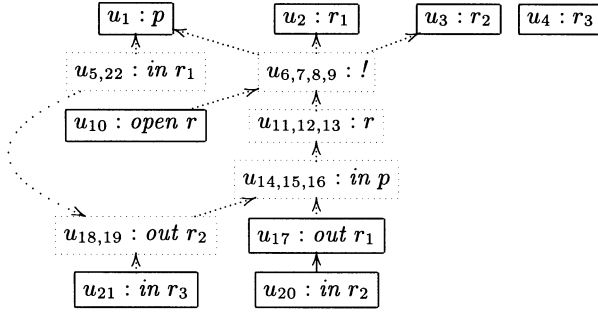 u₁ : p u₂ : r₁ u₃ : r₂ u₄ : r₃
u₅,₂₂ : in r₁ u₆,₇,₈,₉ : !
u₁₀ : open r u₁₁,₁₂,₁₃ : r
u₁₄,₁₅,₁₆ : in p
u₁₈,₁₉ : out r₂ u₁₇ : out r₁
u₂₁ : in r₃ u₂₀ : in r₂